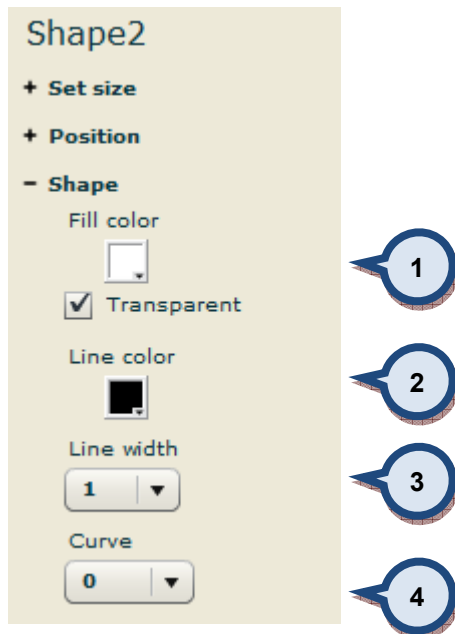 Shape2
+ Set size
+ Position
- Shape
Fill color
1
Transparent
Line color
2
Line width
1
3
Curve
0
4